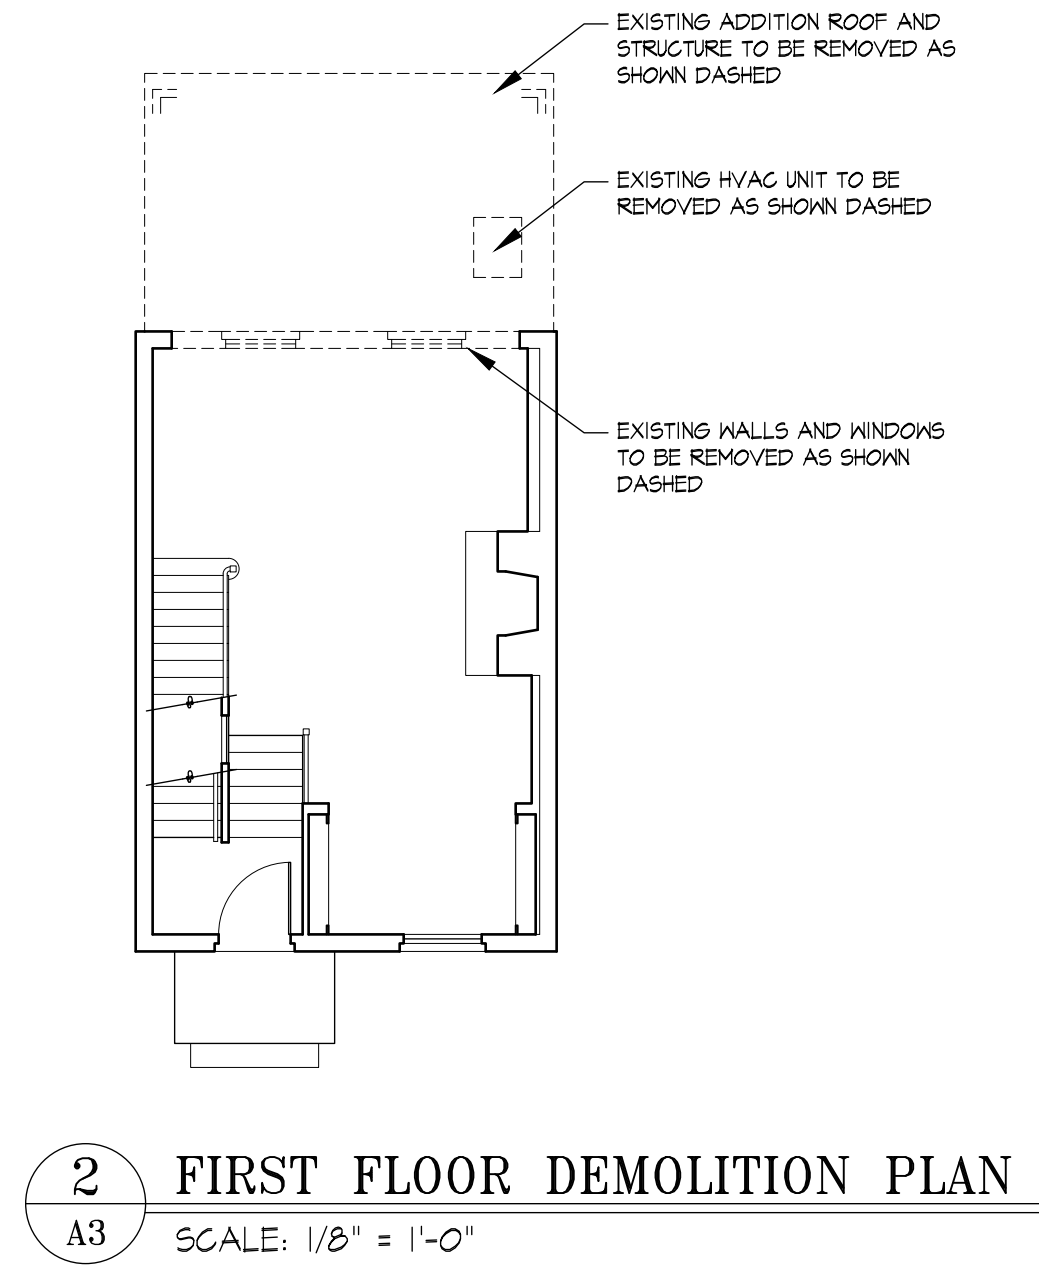 EXISTING ADDITION ROOF AND
STRUCTURE TO BE REMOVED AS
SHOWN DASHED
EXISTING HVAC UNIT TO BE
REMOVED AS SHOWN DASHED
EXISTING WALLS AND WINDOWS
TO BE REMOVED AS SHOWN
DASHED
2
A3
FIRST FLOOR DEMOLITION PLAN
SCALE: 1/8" = 1'-0"